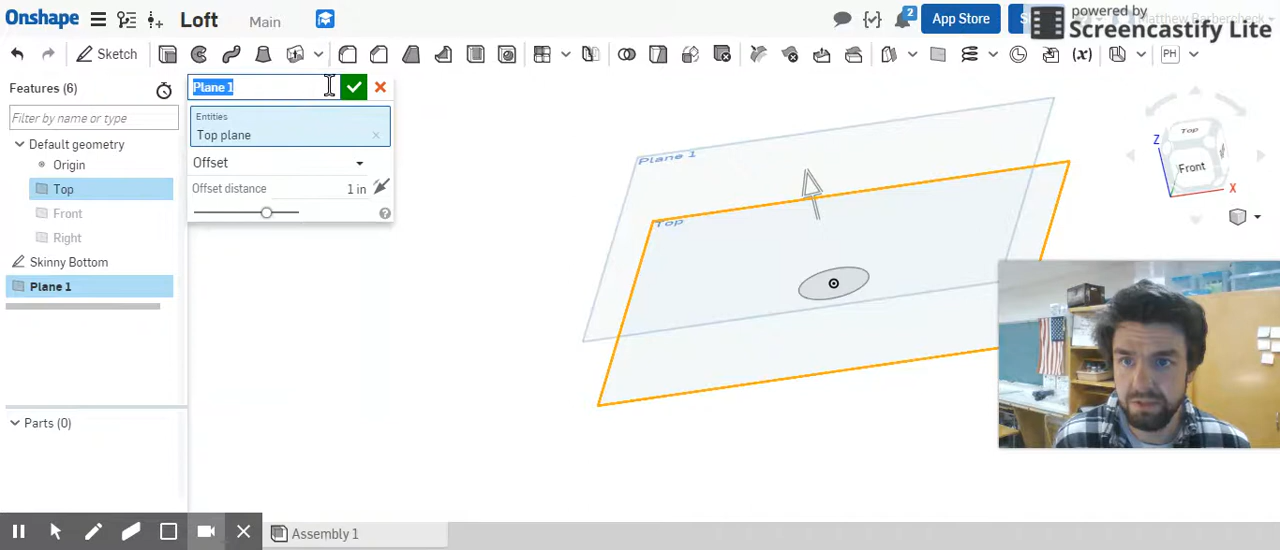 Onshape
Loft
Main
2
App Store
powered by
Screencastify Lite
Sketch
(x)
PH
Features (6)
Filter by name or type
Default geometry
Origin
Top
Front
Right
Skinny Bottom
Plane 1
Parts (0)
Plane 1
Entities
Top plane
Offset
Offset distance 1 in
Plane 1
Top
Top
Front
Z
X
Assembly 1